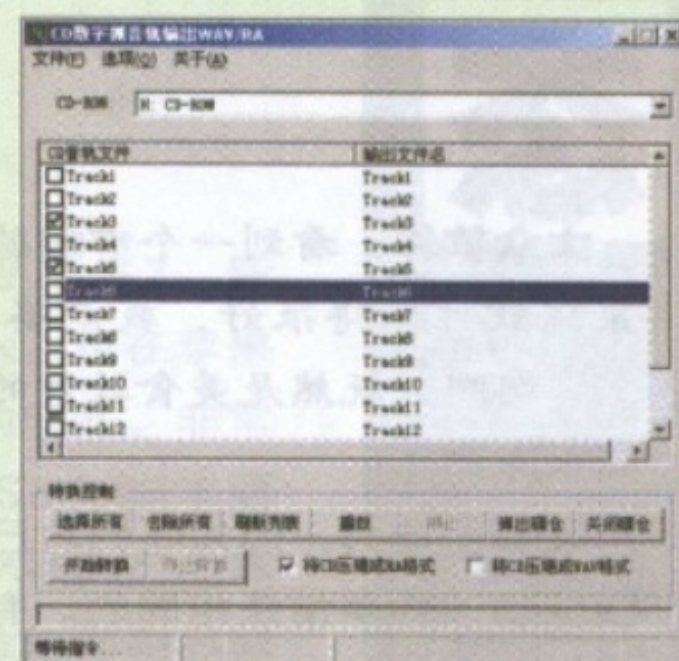 CD数字抓音轨输出WAV/RA
文件(F) 选项(O) 关于(A)
CD-ROM H: CD-ROM
CD音轨文件 输出文件名
Track1 Track1
Track2 Track2
Track3 Track3
Track4 Track4
Track5 Track5
Track6 Track6
Track7 Track7
Track8 Track8
Track9 Track9
Track10 Track10
Track11 Track11
Track12 Track12
转换控制
选择所有 去除所有 刷新列表 播放 停止 弹出碟仓 关闭碟仓
开始转换 停止转换 将CD压缩成RA格式 将CD压缩成WAV格式
等待指令...